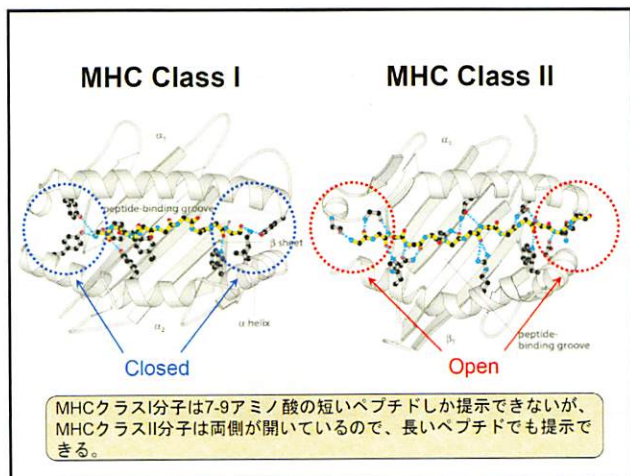 MHC Class I
MHC Class II
α₁
α₁
peptide-binding groove
β sheet
α₂
α helix
β₁
peptide-
binding groove
Closed
Open
MHCクラスI分子は7-9アミノ酸の短いペプチドしか提示できないが、
MHCクラスII分子は両側が開いているので、長いペプチドでも提示で
きる。